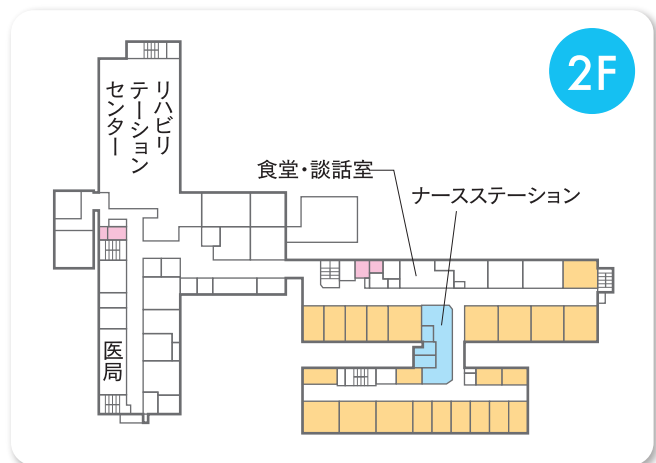 2F
リハビリ
テーション
センター
食堂・談話室
ナースステーション
医局